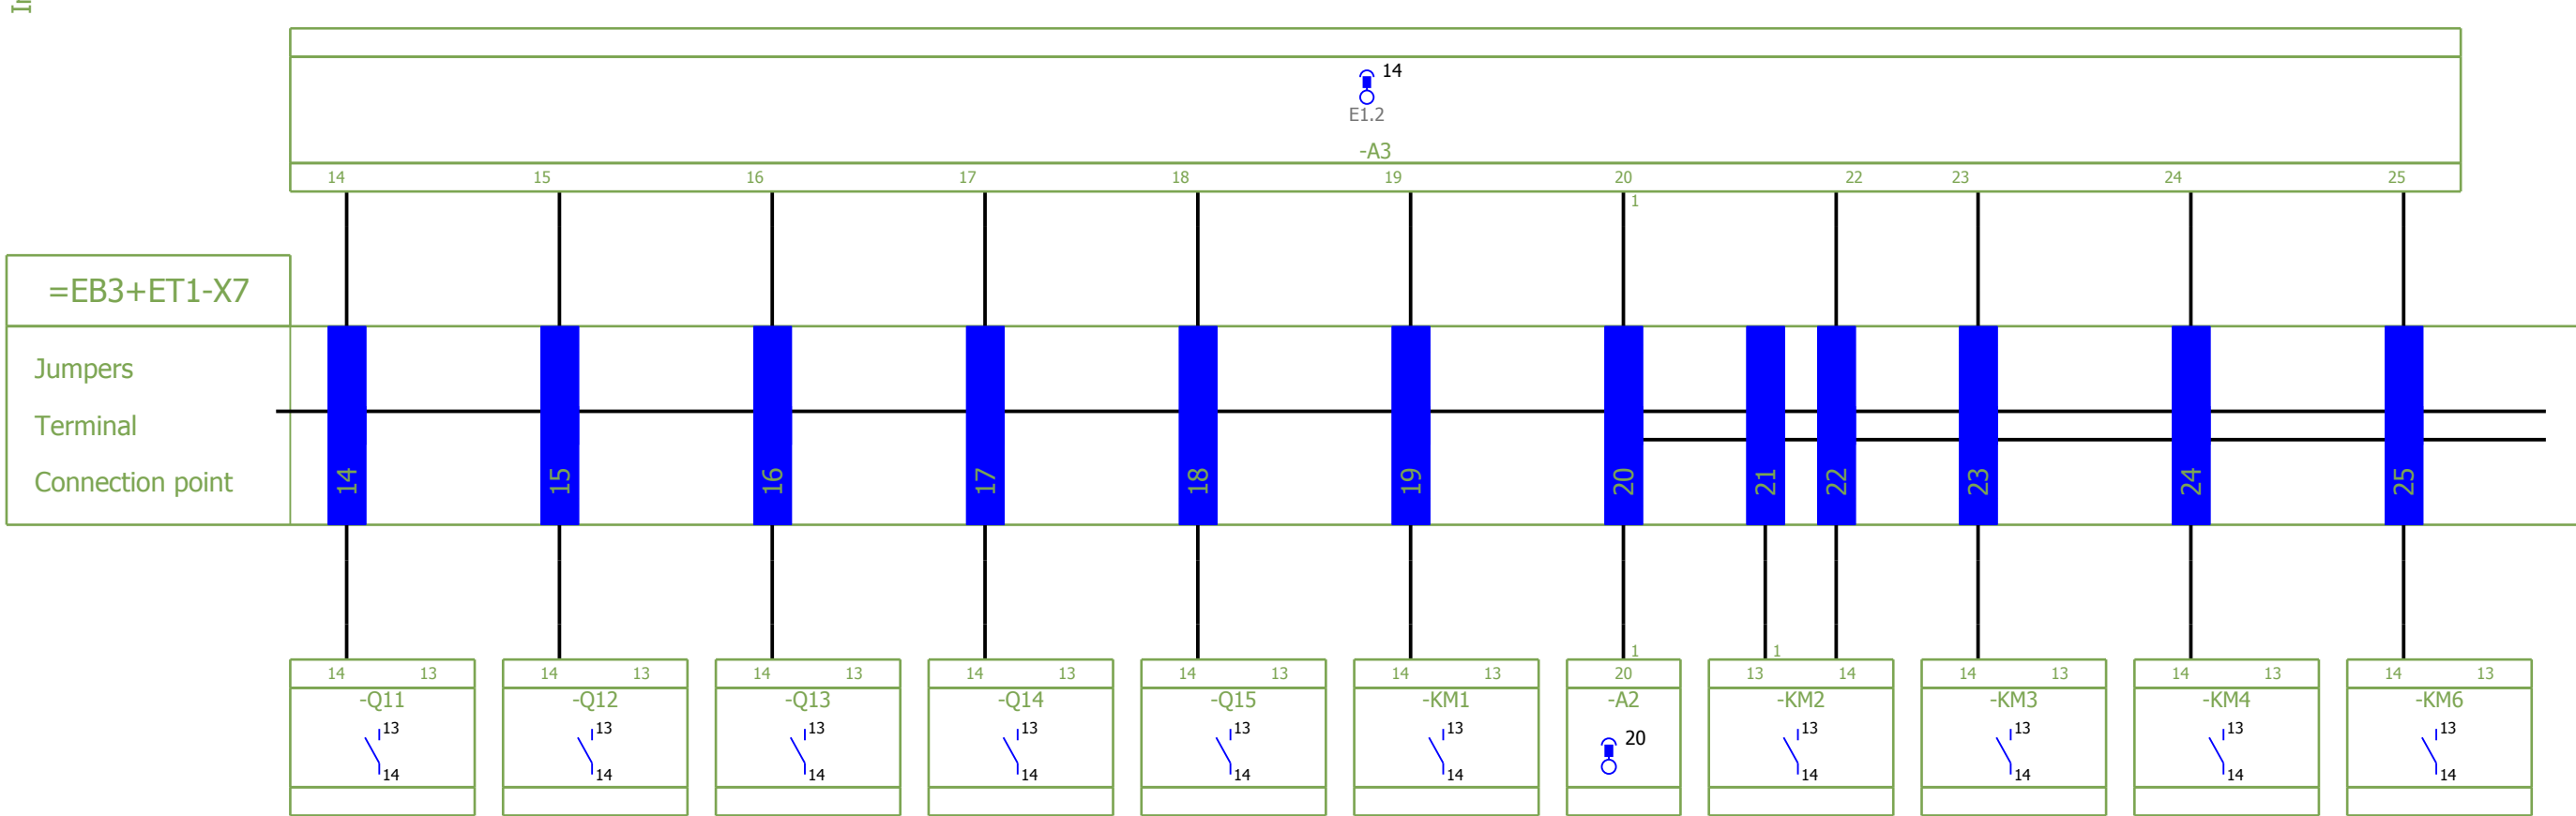 14
E1.2
-A3
14 15 16 17 18 19 20 22 23 24 25
1
=EB3+ET1-X7
Jumpers
Terminal
Connection point
14 15 16 17 18 19 20 21 22 23 24 25
1 1
14 13 14 13 14 13 14 13 14 13 14 13 20 13 14 14 13 14 13 14 13
-Q11 -Q12 -Q13 -Q14 -Q15 -KM1 -A2 -KM2 -KM3 -KM4 -KM6
13 13 13 13 13 13 20 13 13 13 13
14 14 14 14 14 14 14 14 14 14